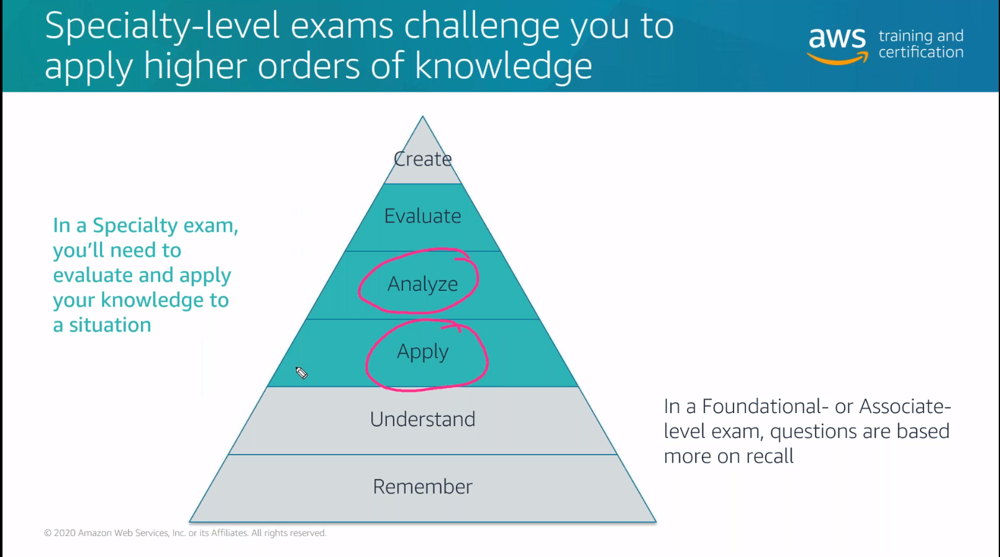 Specialty-level exams challenge you to
apply higher orders of knowledge
aws
training and
certification
Create
Evaluate
Analyze
Apply
Understand
Remember
In a Specialty exam,
you’ll need to
evaluate and apply
your knowledge to
a situation
In a Foundational- or Associate-
level exam, questions are based
more on recall
© 2020 Amazon Web Services, Inc. or its Affiliates. All rights reserved.